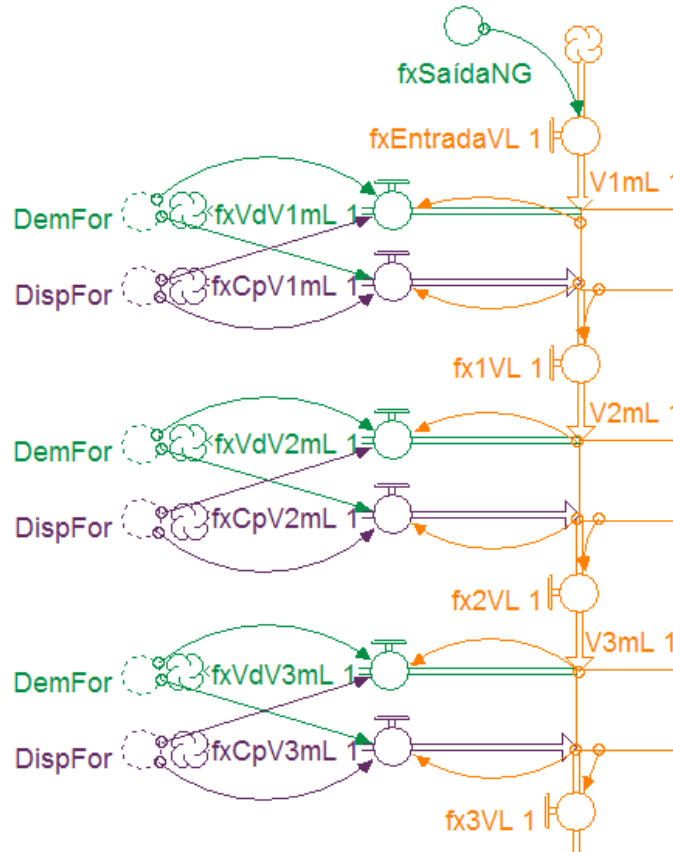 fxSaídaNG
fxEntradaVL 1
V1mL 1
DemFor
fxVdV1mL 1
DispFor
fxCpV1mL 1
fx1VL 1
V2mL 1
DemFor
fxVdV2mL 1
DispFor
fxCpV2mL 1
fx2VL 1
V3mL 1
DemFor
fxVdV3mL 1
DispFor
fxCpV3mL 1
fx3VL 1